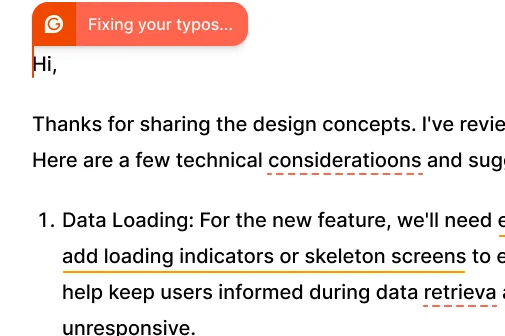 Fixing your typos...
Hi,
Thanks for sharing the design concepts. I've
Here are a few technical consideratioons and
1. Data Loading: For the new feature, we'll need
add loading indicators or skeleton screens to
help keep users informed during data retrieva
unresponsive.